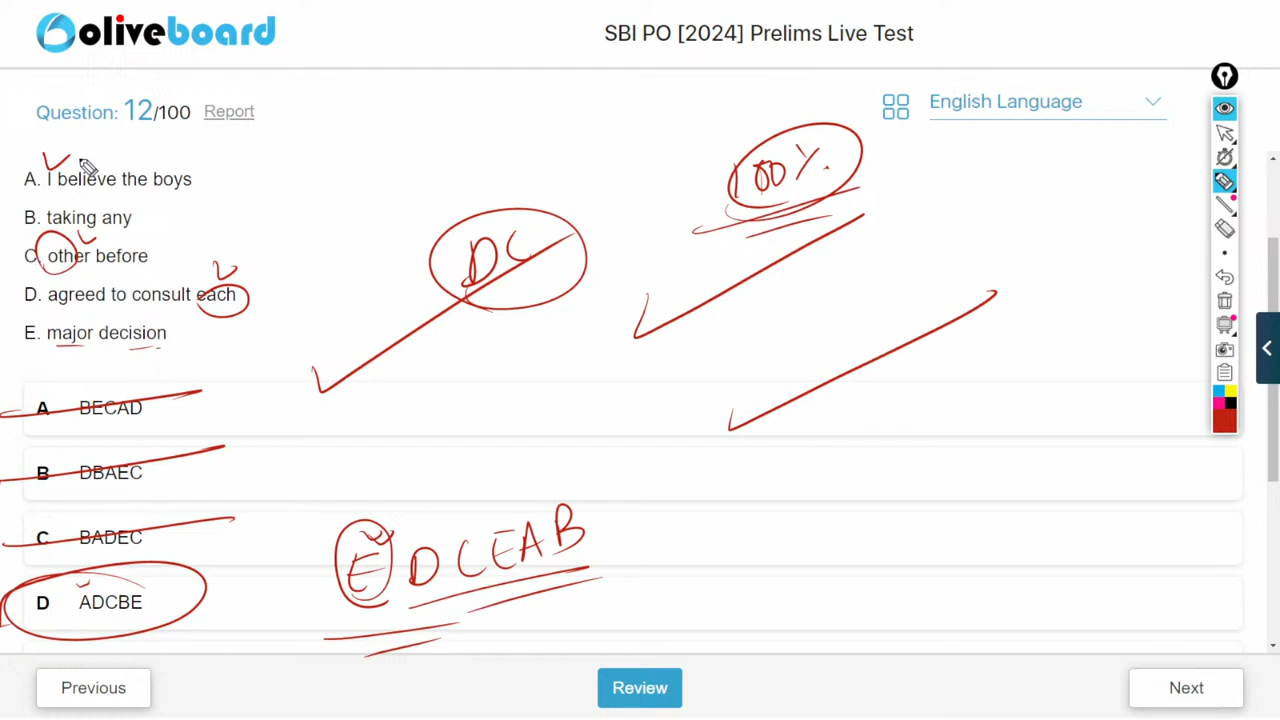 oliveboard
SBI PO [2024] Prelims Live Test
Question: 12/100 Report
English Language
A. I believe the boys
B. taking any
C. other before
D. agreed to consult each
E. major decision
DC
100%.
A BECAD
B DBAEC
C BADEC
D ADCBE
E DCEAB
Previous
Review
Next